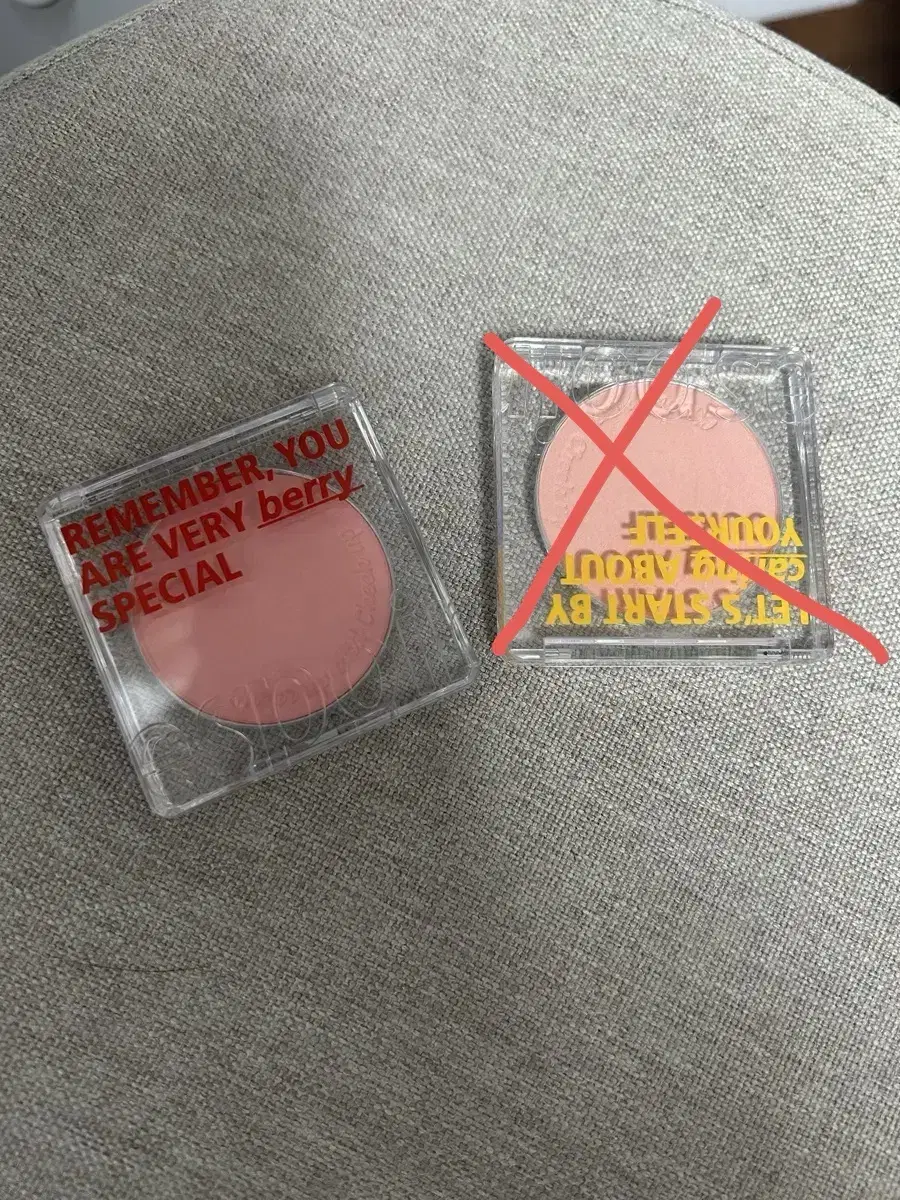 REMEMBER, YOU
ARE VERY berry
SPECIAL
LET'S START BY
caring ABOUT
YOURSELF